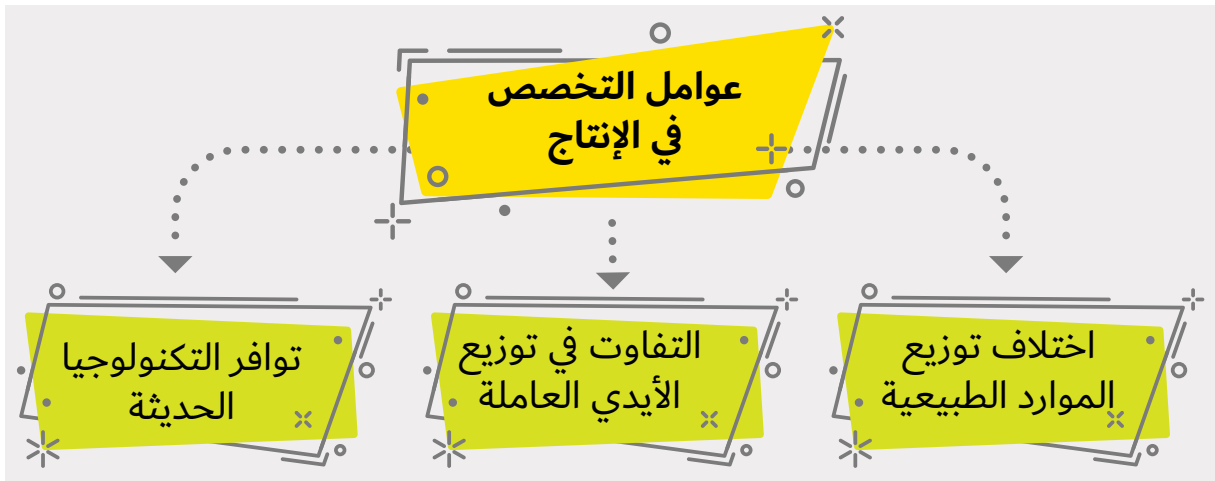 عوامل التخصص
في الإنتاج
اختلاف توزيع
الموارد الطبيعية
التفاوت في توزيع
الأيدي العاملة
توافر التكنولوجيا
الحديثة